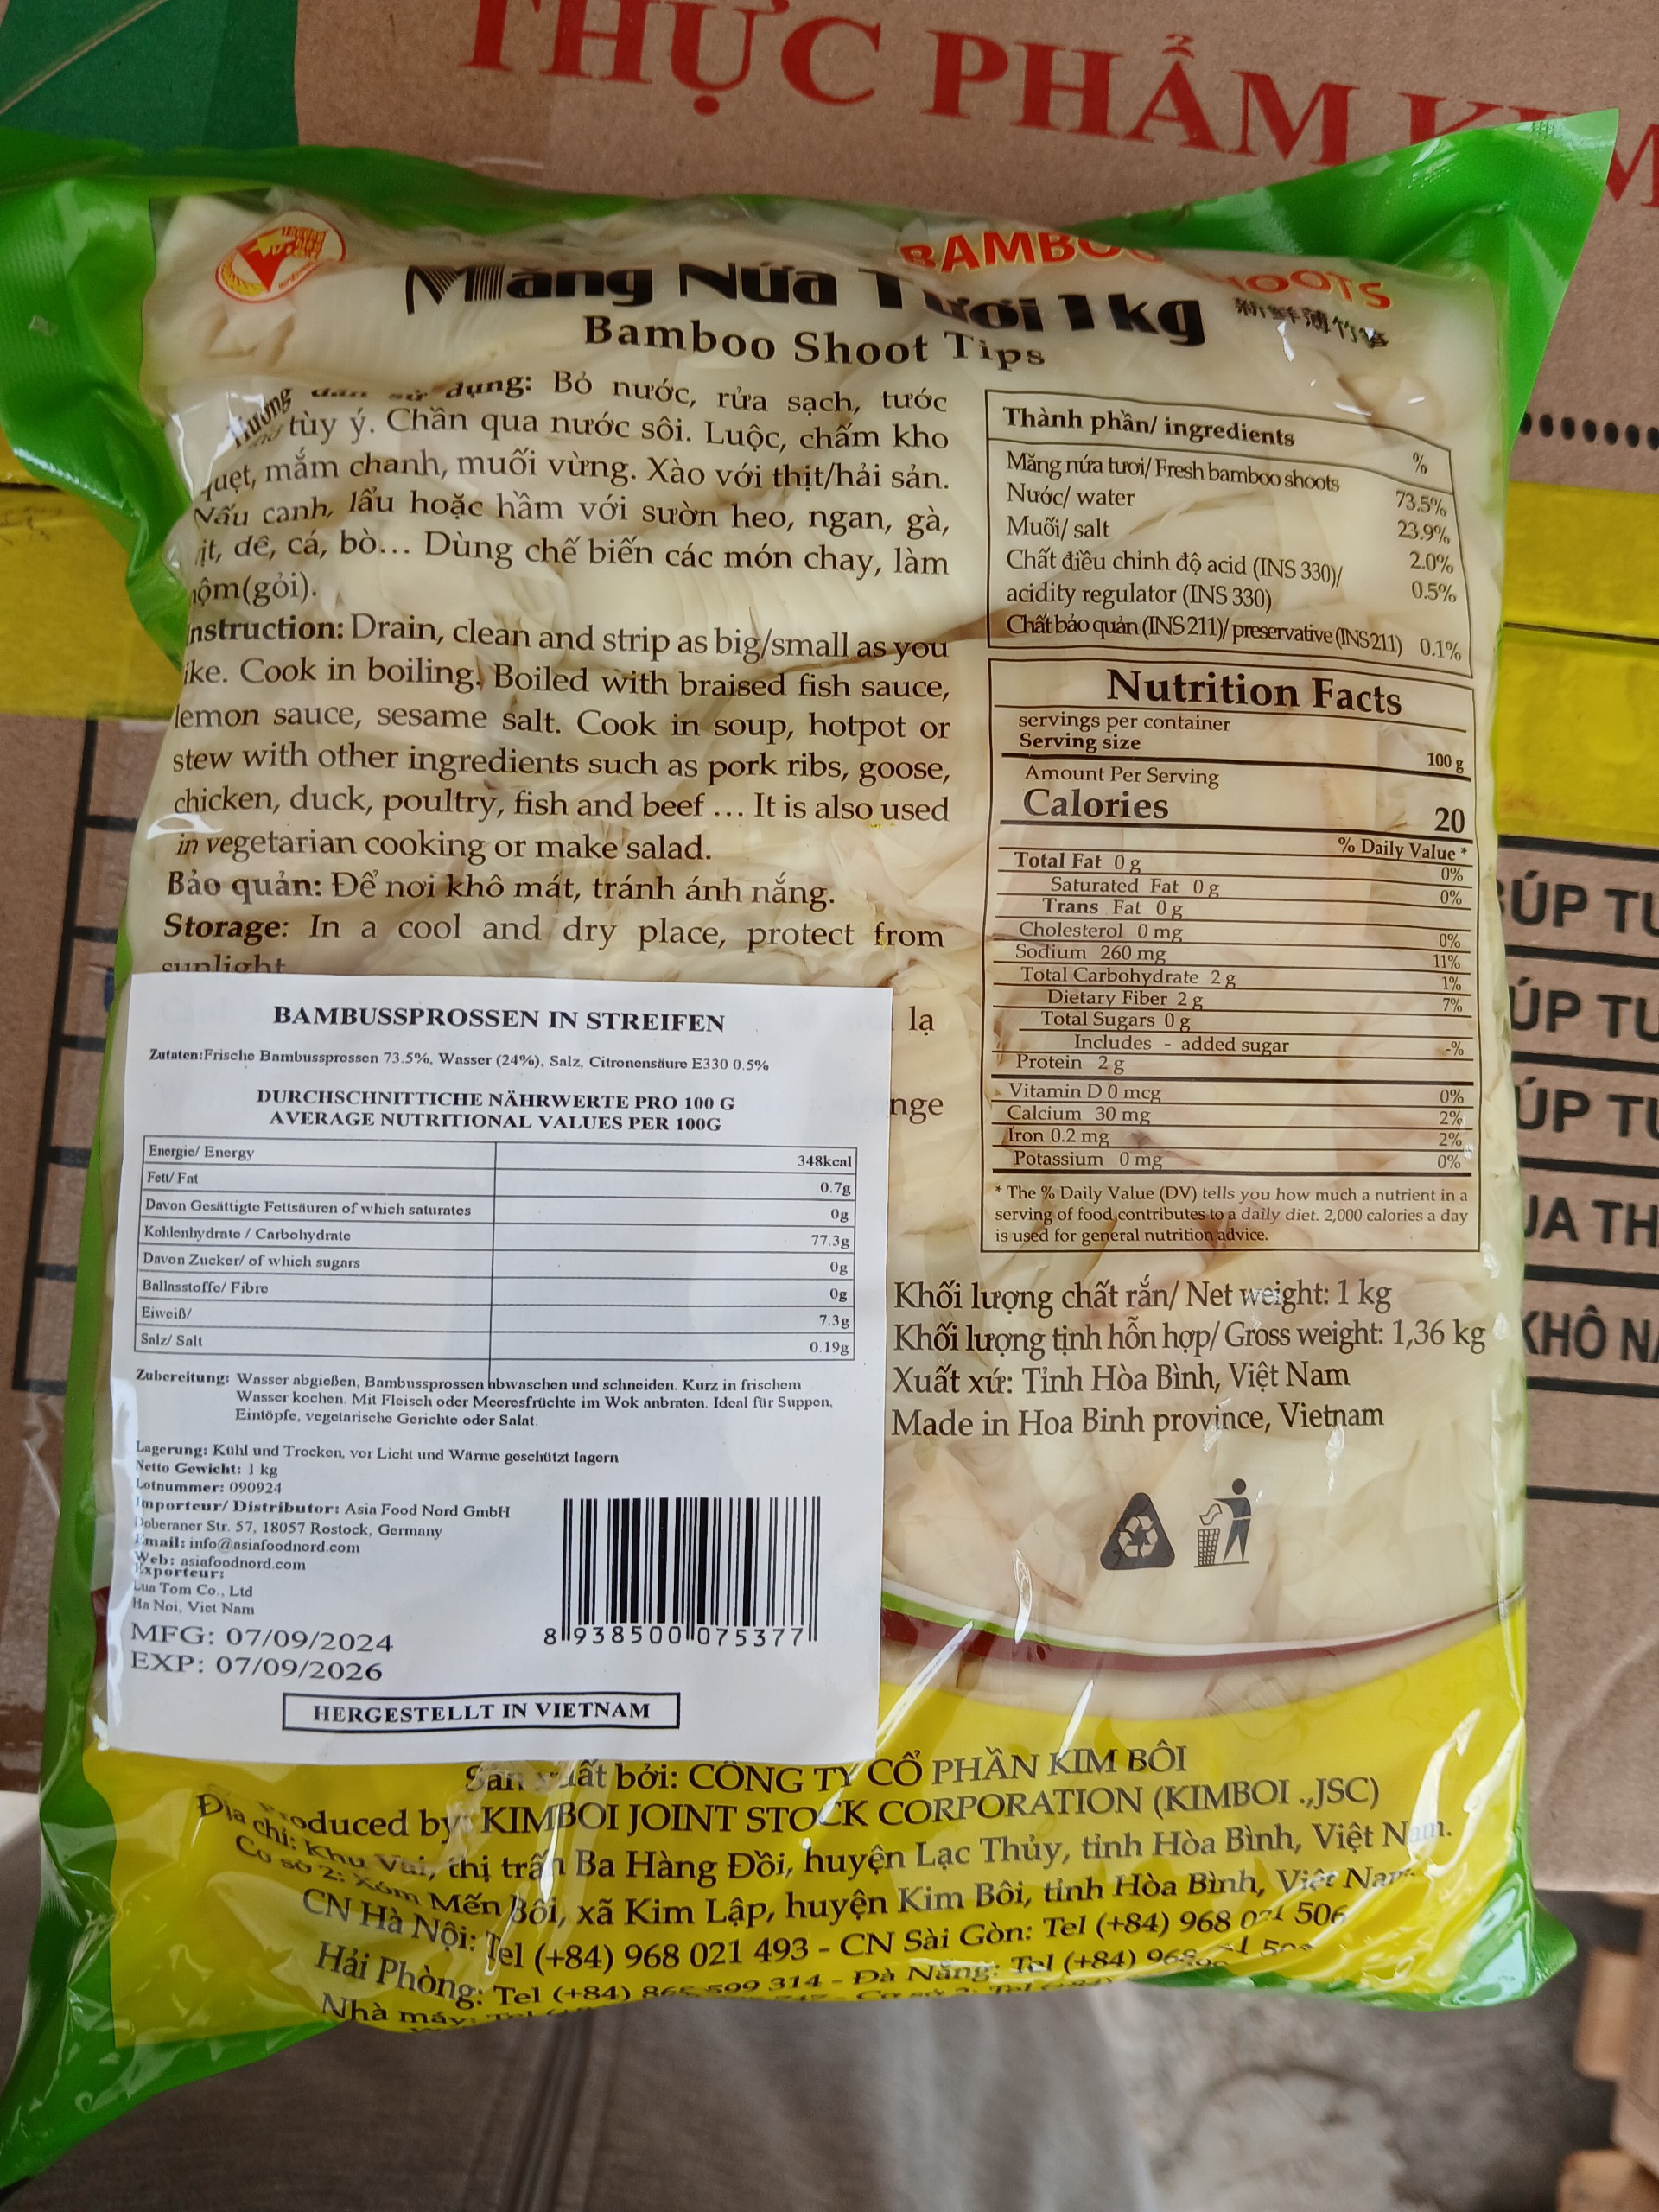 THỰC PHẨM
BAMBOO SHOOTS
Măng Nứa Tươi 1kg
Bamboo Shoot Tips
dụng: Bỏ nước, rửa sạch, tước
tùy ý. Chần qua nước sôi. Luộc, chấm kho
quẹt, mắm chanh, muối vừng. Xào với thịt/hải sản.
Nấu canh, lẩu hoặc hầm với sườn heo, ngan, gà,
vịt, dê, cá, bò... Dùng chế biến các món chay, làm
nộm(gỏi).
Instruction: Drain, clean and strip as big/small as you
like. Cook in boiling. Boiled with braised fish sauce,
lemon sauce, sesame salt. Cook in soup, hotpot or
stew with other ingredients such as pork ribs, goose,
chicken, duck, poultry, fish and beef ... It is also used
in vegetarian cooking or make salad.
Bảo quản: Để nơi khô mát, tránh ánh nắng.
Storage: In a cool and dry place, protect from
sunlight
lạ
nge
Thành phần/ ingredients %
Măng nứa tươi/ Fresh bamboo shoots 73.5%
Nước/ water 23.9%
Muối/ salt 2.0%
Chất điều chỉnh độ acid (INS 330)/ 0.5%
acidity regulator (INS 330)
Chất bảo quản (INS 211)/ preservative (INS 211) 0.1%
Nutrition Facts
servings per container
Serving size 100 g
Amount Per Serving
Calories 20
% Daily Value *
Total Fat 0 g 0%
Saturated Fat 0 g 0%
Trans Fat 0 g
Cholesterol 0 mg 0%
Sodium 260 mg 11%
Total Carbohydrate 2 g 1%
Dietary Fiber 2 g 7%
Total Sugars 0 g
Includes - added sugar -%
Protein 2 g
Vitamin D 0 mcg 0%
Calcium 30 mg 2%
Iron 0.2 mg 2%
Potassium 0 mg 0%
* The % Daily Value (DV) tells you how much a nutrient in a
serving of food contributes to a daily diet. 2,000 calories a day
is used for general nutrition advice.
Khối lượng chất rắn/ Net weight: 1 kg
Khối lượng tịnh hỗn hợp/ Gross weight: 1,36 kg
Xuất xứ: Tỉnh Hòa Bình, Việt Nam
Made in Hoa Binh province, Vietnam
BAMBUSSPROSSEN IN STREIFEN
Zutaten:Frische Bambussprossen 73.5%, Wasser (24%), Salz, Citronensäure E330 0.5%
DURCHSCHNITTICHE NÄHRWERTE PRO 100 G
AVERAGE NUTRITIONAL VALUES PER 100G
Energie/ Energy 348kcal
Fett/ Fat 0.7g
Davon Gesättigte Fettsäuren of which saturates 0g
Kohlenhydrate / Carbohydrate 77.3g
Davon Zucker/ of which sugars 0g
Ballasstoffe/ Fibre 0g
Eiweiß/ 7.3g
Salz/ Salt 0.19g
Zubereitung: Wasser abgießen, Bambussprossen abwaschen und schneiden. Kurz in frischem
Wasser kochen. Mit Fleisch oder Meeresfrüchte im Wok anbraten. Ideal für Suppen,
Eintöpfe, vegetarische Gerichte oder Salat.
Lagerung: Kühl und Trocken, vor Licht und Wärme geschützt lagern
Netto Gewicht: 1 kg
Lotnummer: 090924
Importeur/ Distributor: Asia Food Nord GmbH
Doberaner Str. 57, 18057 Rostock, Germany
Email: info@asiafoodnord.com
Web: asiafoodnord.com
Exporteur:
Lua Tom Co., Ltd
Ha Noi, Viet Nam
MFG: 07/09/2024
EXP: 07/09/2026
8 938500 075377
HERGESTELLT IN VIETNAM
Sản xuất bởi: CÔNG TY CỔ PHẦN KIM BÔI
Produced by: KIMBOI JOINT STOCK CORPORATION (KIMBOI .,JSC)
Địa chỉ: Khu Vai, thị trấn Ba Hàng Đồi, huyện Lạc Thủy, tỉnh Hòa Bình, Việt Nam.
Cơ sở 2: Xóm Mến Bôi, xã Kim Lập, huyện Kim Bôi, tỉnh Hòa Bình, Việt Nam.
CN Hà Nội: Tel (+84) 968 021 493 - CN Sài Gòn: Tel (+84) 968 506
Hải Phòng: Tel (+84) 599 314 - Đà Nẵng: Tel (+84)
Nhà máy:
ÚP TƯ
ÚP TƯ
ÚP TƯ
UA TH
KHÔ NẤ